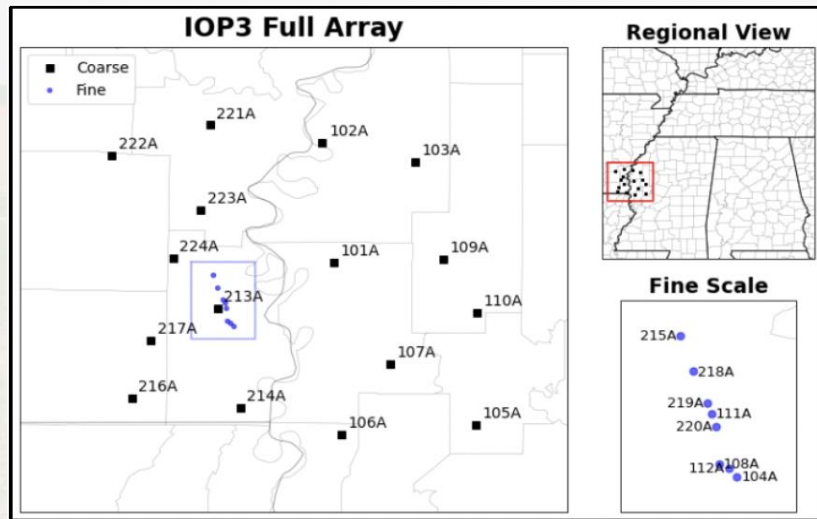 IOP3 Full Array
Coarse
Fine
221A
222A
102A
103A
223A
224A
101A
109A
213A
110A
217A
107A
216A
214A
106A
105A
Regional View
Fine Scale
215A
218A
219A
111A
220A
112A
108A
104A